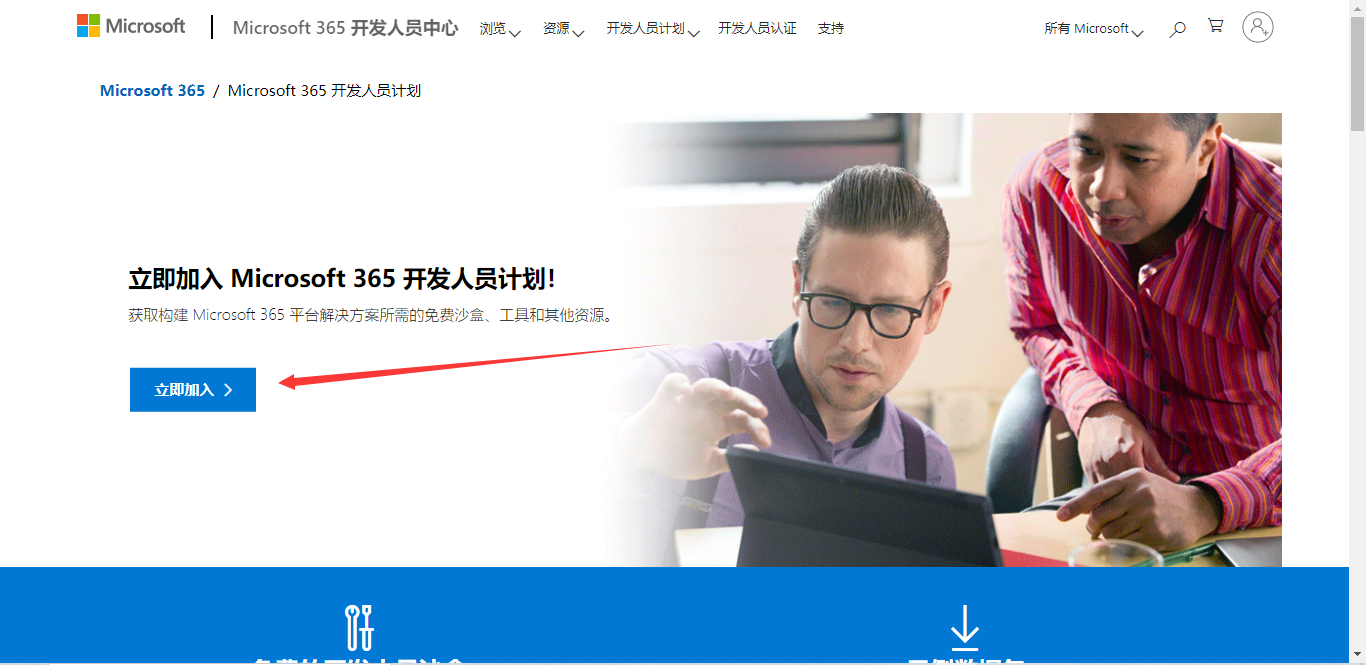 Microsoft
Microsoft 365 开发人员中心
浏览
资源
开发人员计划
开发人员认证
支持
所有 Microsoft
Microsoft 365 / Microsoft 365 开发人员计划
立即加入 Microsoft 365 开发人员计划!
获取构建 Microsoft 365 平台解决方案所需的免费沙盒、工具和其他资源。
立即加入